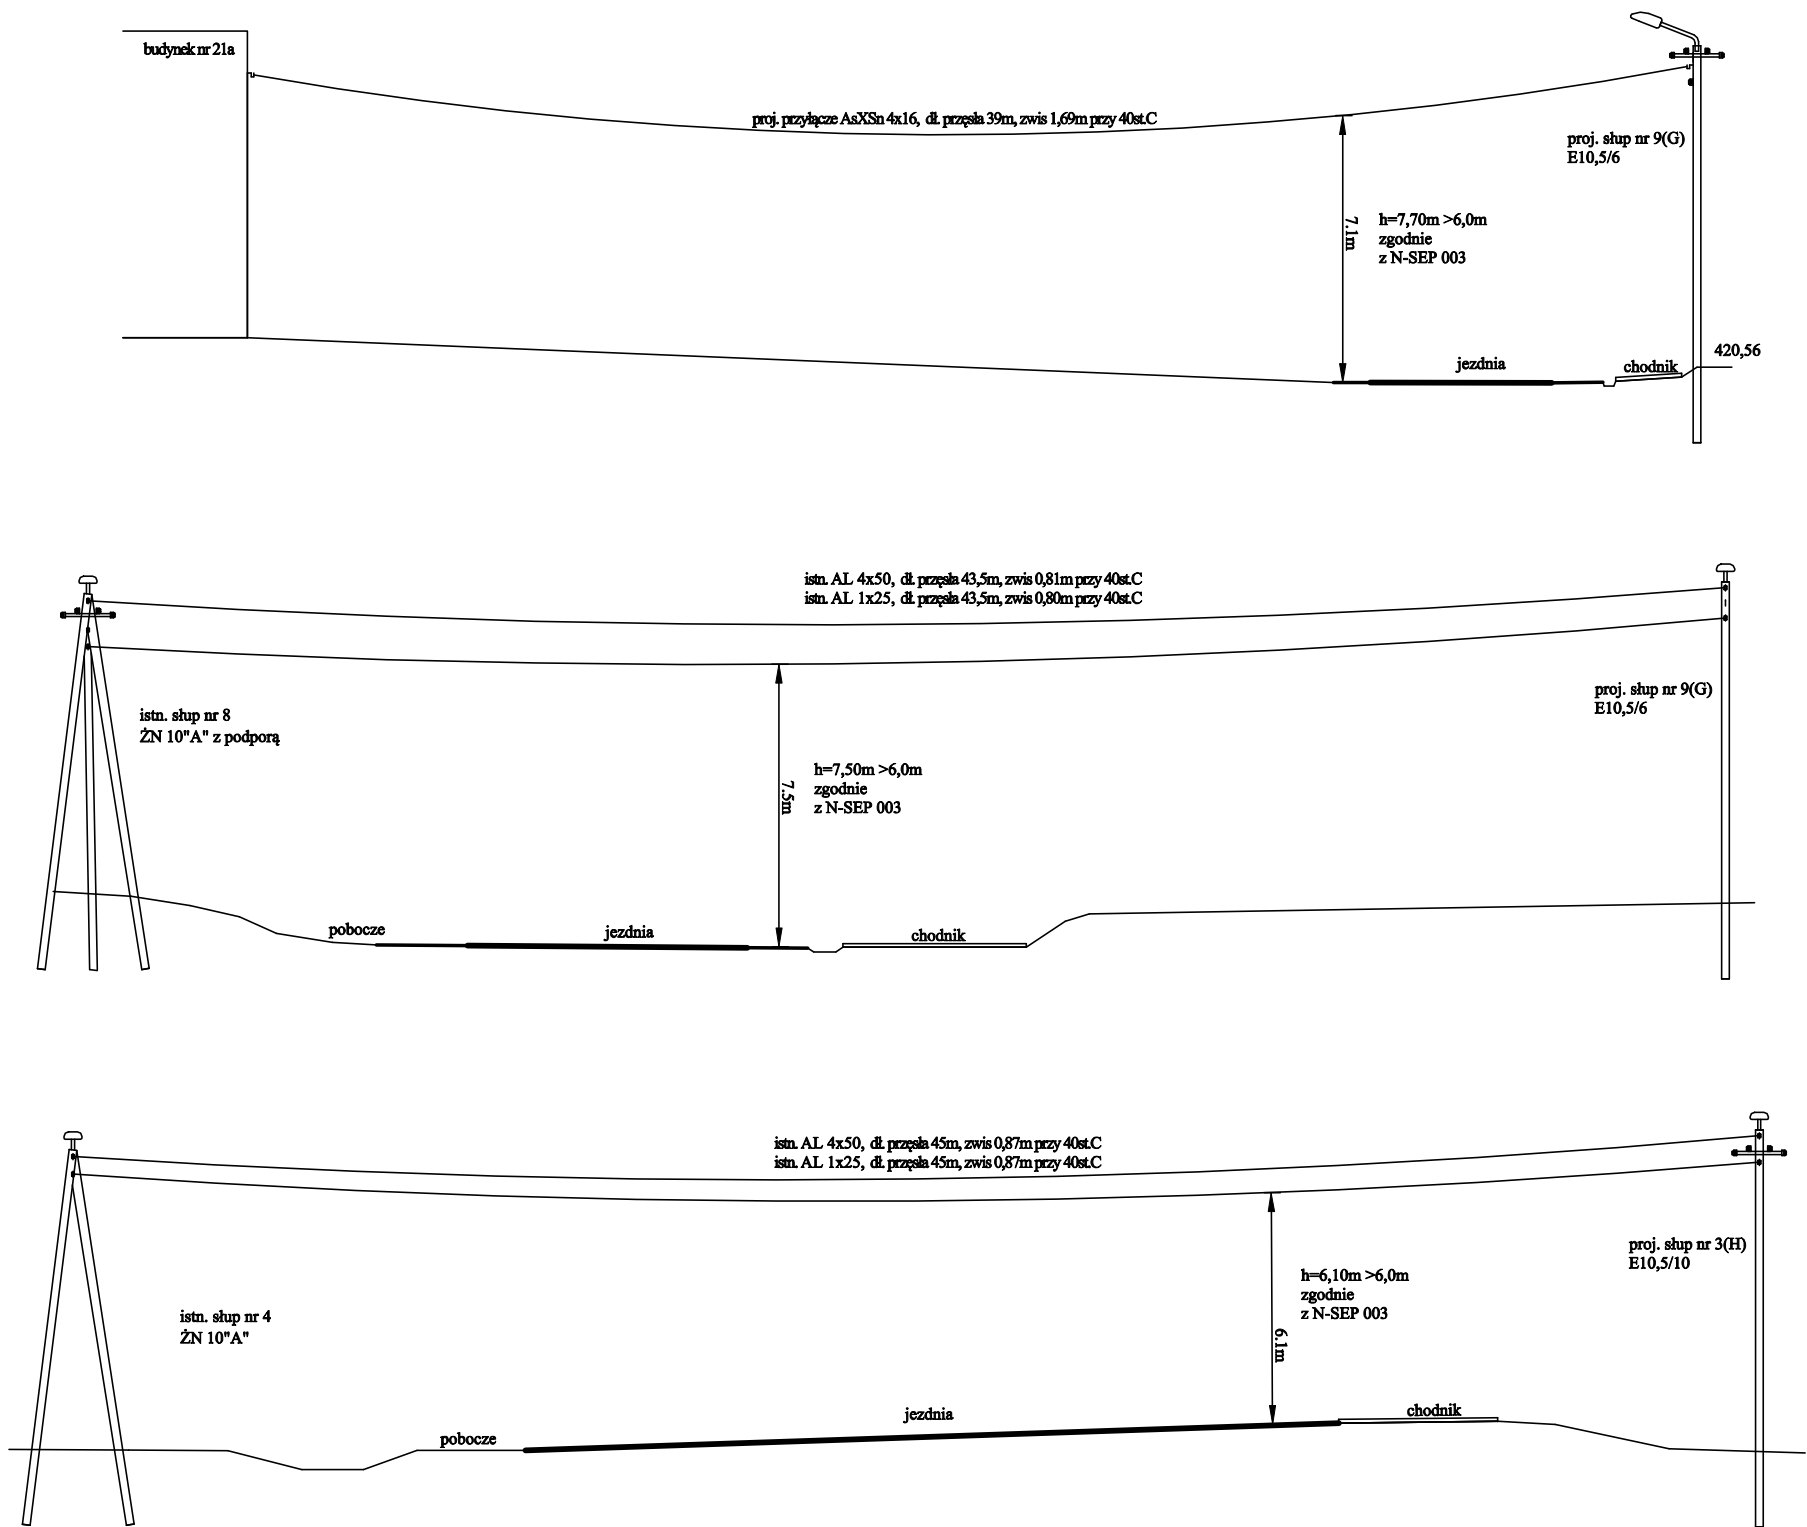 budynek nr 21a
proj. przyłącze AsXSn 4x16, dł. przęsła 39m, zwis 1,69m przy 40st.C
proj. słup nr 9(G)
E10,5/6
7.1m
h=7,70m >6,0m
zgodnie
z N-SEP 003
420,56
jezdnia
chodnik
istn. AL 4x50, dł. przęsła 43,5m, zwis 0,81m przy 40st.C
istn. AL 1x25, dł. przęsła 43,5m, zwis 0,80m przy 40st.C
istn. słup nr 8
ŻN 10"A" z podporą
proj. słup nr 9(G)
E10,5/6
7.5m
h=7,50m >6,0m
zgodnie
z N-SEP 003
pobocze
jezdnia
chodnik
istn. AL 4x50, dł. przęsła 45m, zwis 0,87m przy 40st.C
istn. AL 1x25, dł. przęsła 45m, zwis 0,87m przy 40st.C
proj. słup nr 3(H)
E10,5/10
h=6,10m >6,0m
zgodnie
z N-SEP 003
6.1m
istn. słup nr 4
ŻN 10"A"
pobocze
jezdnia
chodnik